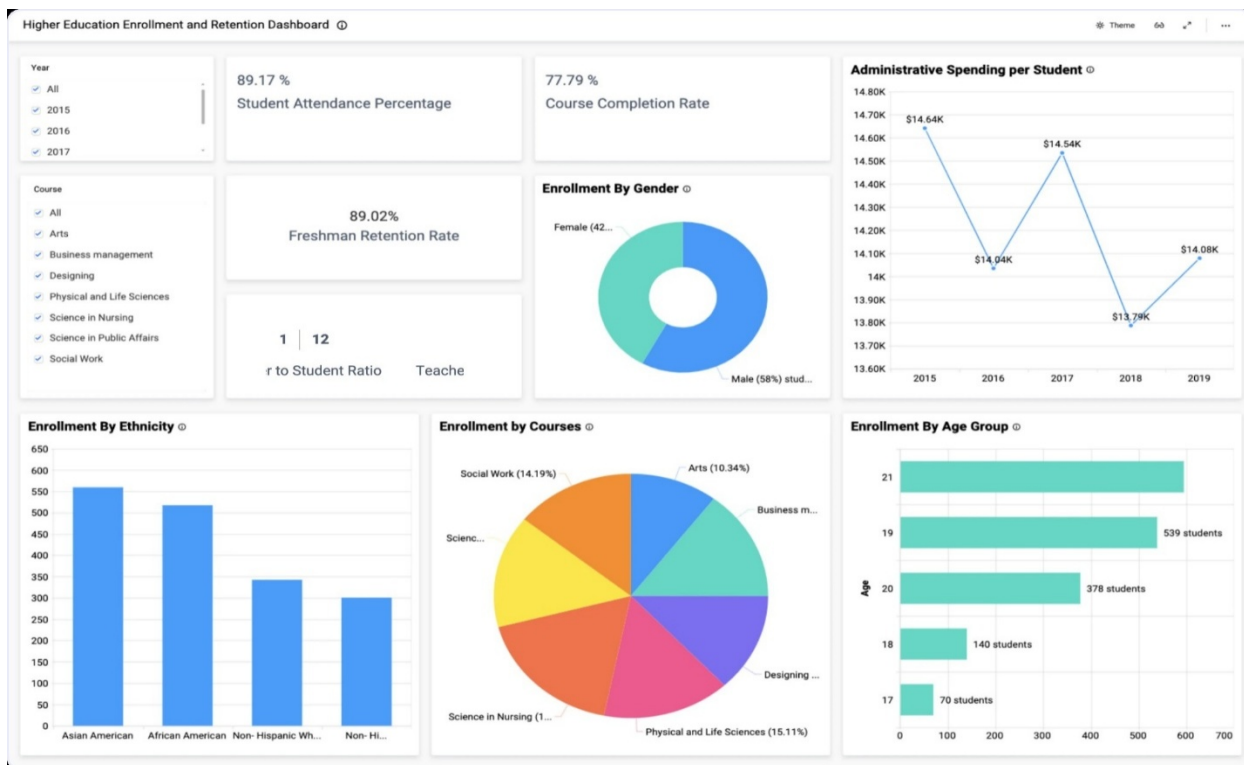 Higher Education Enrollment and Retention Dashboard
Theme
Year
All
2015
2016
2017
89.17 %
Student Attendance Percentage
77.79 %
Course Completion Rate
Course
All
Arts
Business management
Designing
Physical and Life Sciences
Science in Nursing
Science in Public Affairs
Social Work
89.02%
Freshman Retention Rate
1 | 12
r to Student Ratio Teache
Enrollment By Gender
Female (42...
Male (58%) stud...
Administrative Spending per Student
14.80K
14.70K
14.60K
14.50K
14.40K
14.30K
14.20K
14.10K
14K
13.90K
13.80K
13.70K
13.60K
$14.64K
$14.04K
$14.54K
$13.79K
$14.08K
2015 2016 2017 2018 2019
Enrollment By Ethnicity
650
600
550
500
450
400
350
300
250
200
150
100
50
0
Asian American African American Non- Hispanic Wh... Non- Hi...
Enrollment by Courses
Social Work (14.19%)
Arts (10.34%)
Business m...
Scienc...
Designing ...
Science in Nursing (1...
Physical and Life Sciences (15.11%)
Enrollment By Age Group
Age
21
19 539 students
20 378 students
18 140 students
17 70 students
0 100 200 300 400 500 600 700